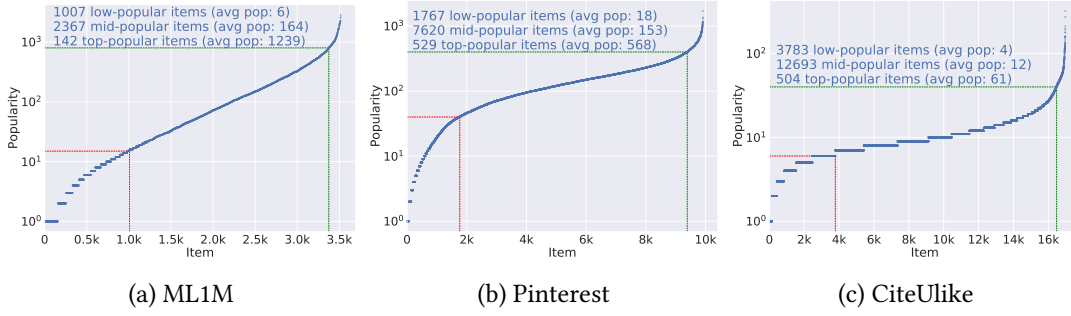 1007 low-popular items (avg pop: 6)
2367 mid-popular items (avg pop: 164)
142 top-popular items (avg pop: 1239)
Popularity
10³
10²
10¹
10⁰
0 0.5k 1.0k 1.5k 2.0k 2.5k 3.0k 3.5k
Item
(a) ML1M
1767 low-popular items (avg pop: 18)
7620 mid-popular items (avg pop: 153)
529 top-popular items (avg pop: 568)
Popularity
10³
10²
10¹
10⁰
0 2k 4k 6k 8k 10k
Item
(b) Pinterest
3783 low-popular items (avg pop: 4)
12693 mid-popular items (avg pop: 12)
504 top-popular items (avg pop: 61)
Popularity
10²
10¹
10⁰
0 2k 4k 6k 8k 10k 12k 14k 16k
Item
(c) CiteUlike